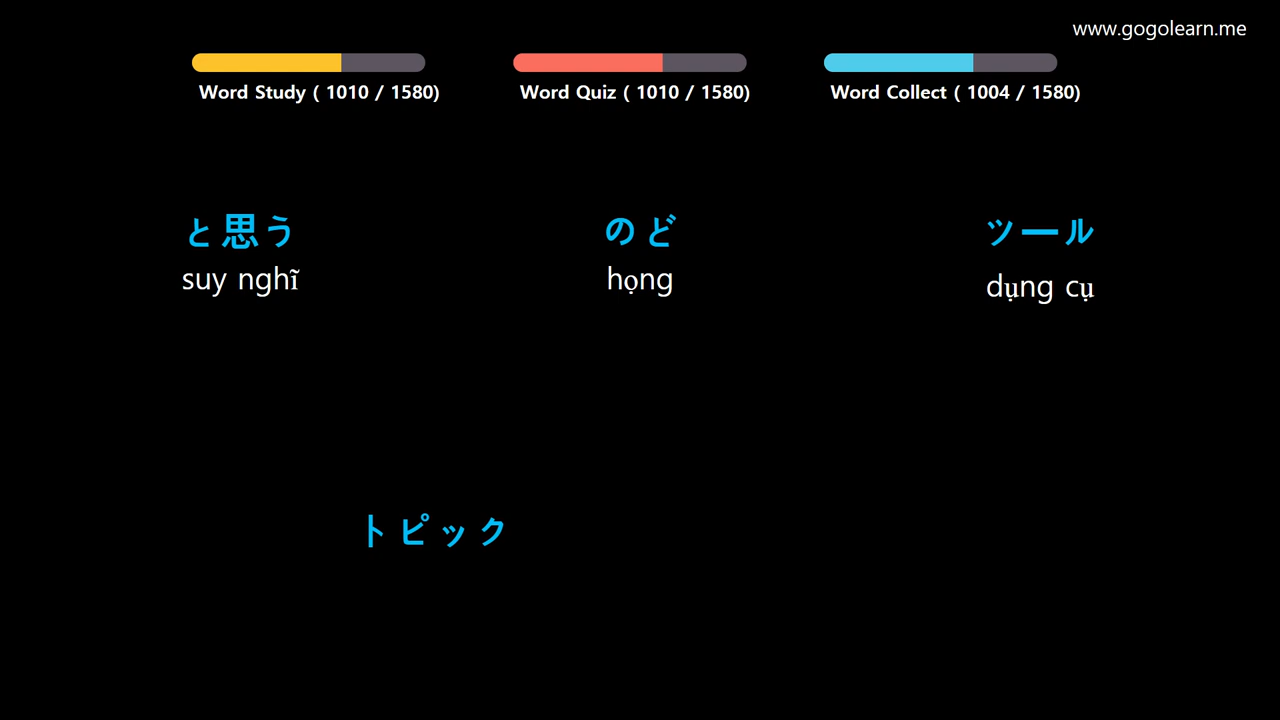 www.gogolearn.me
Word Study ( 1010 / 1580)
Word Quiz ( 1010 / 1580)
Word Collect ( 1004 / 1580)
と思う
suy nghĩ
のど
họng
ツール
dụng cụ
トピック